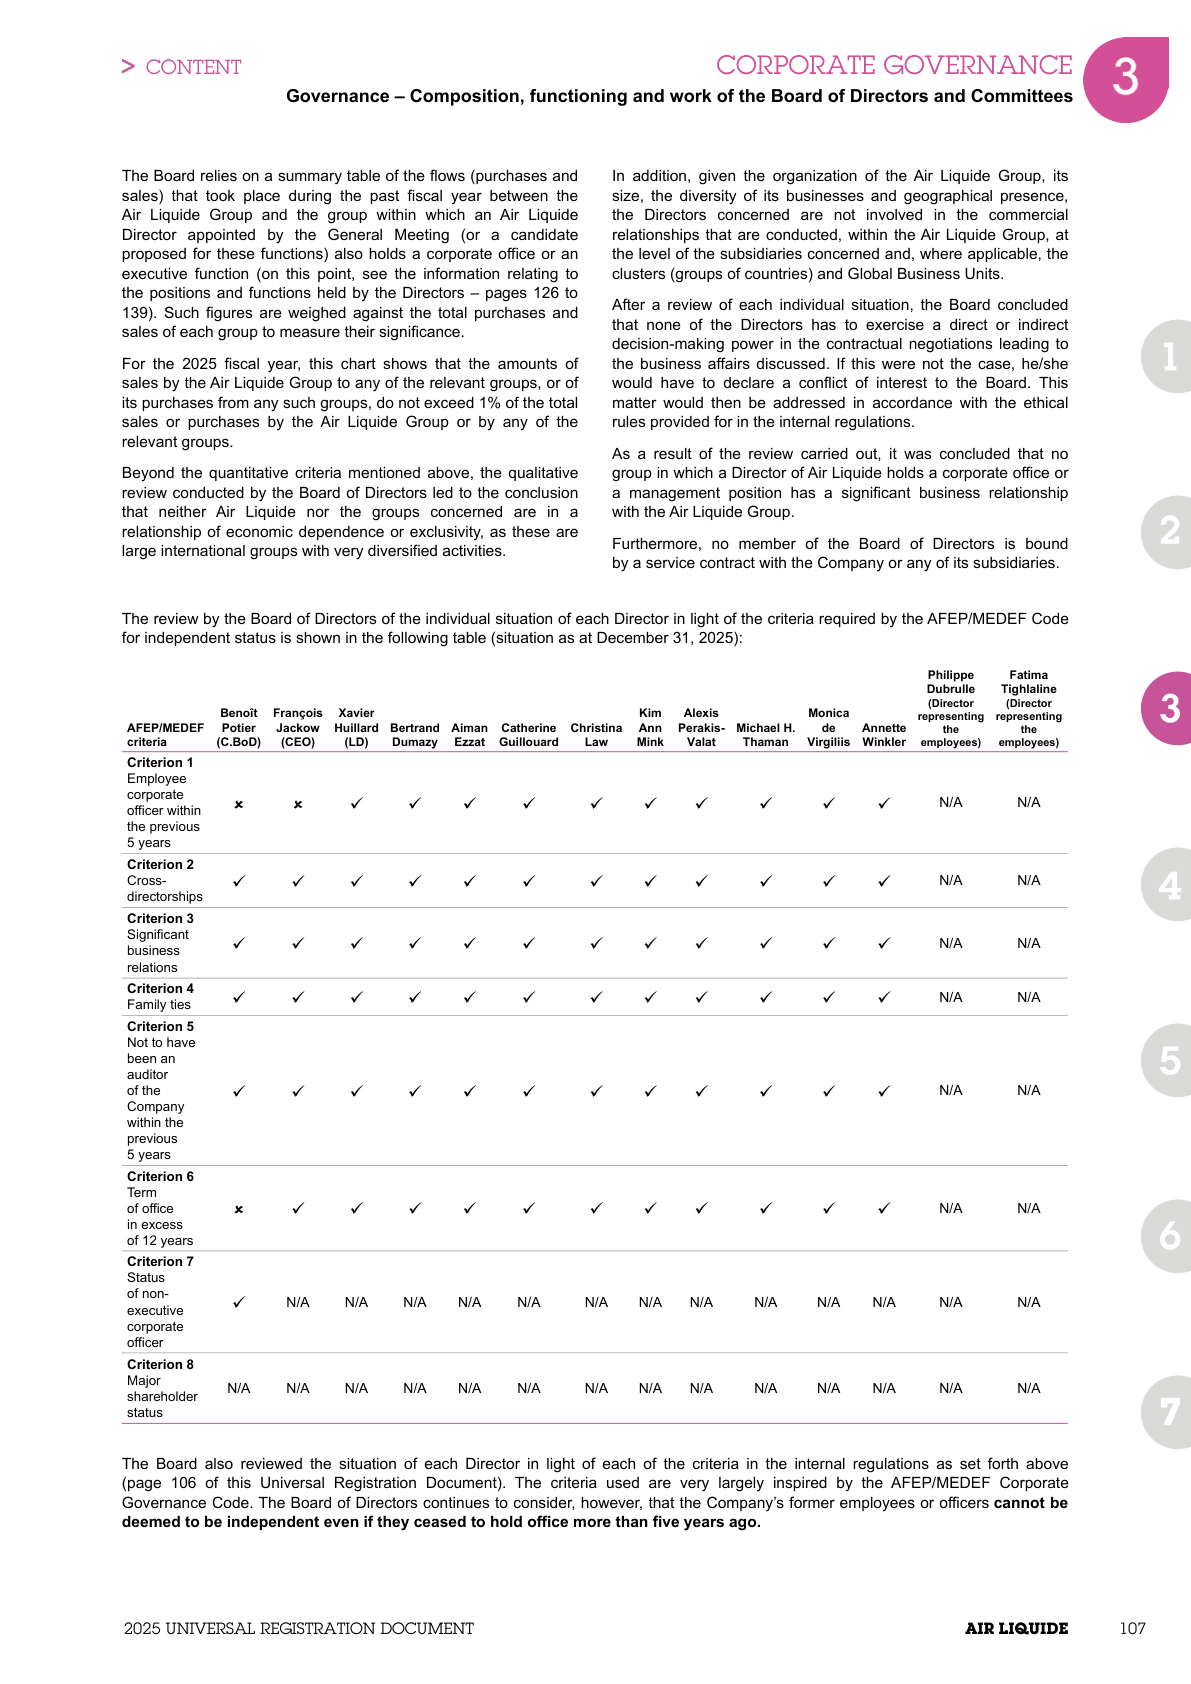 > CONTENT
CORPORATE GOVERNANCE
3
Governance – Composition, functioning and work of the Board of Directors and Committees
The Board relies on a summary table of the flows (purchases and
sales) that took place during the past fiscal year between the
Air Liquide Group and the group within which an Air Liquide
Director appointed by the General Meeting (or a candidate
proposed for these functions) also holds a corporate office or an
executive function (on this point, see the information relating to
the positions and functions held by the Directors – pages 126 to
139). Such figures are weighed against the total purchases and
sales of each group to measure their significance.
For the 2025 fiscal year, this chart shows that the amounts of
sales by the Air Liquide Group to any of the relevant groups, or of
its purchases from any such groups, do not exceed 1% of the total
sales or purchases by the Air Liquide Group or by any of the
relevant groups.
Beyond the quantitative criteria mentioned above, the qualitative
review conducted by the Board of Directors led to the conclusion
that neither Air Liquide nor the groups concerned are in a
relationship of economic dependence or exclusivity, as these are
large international groups with very diversified activities.
In addition, given the organization of the Air Liquide Group, its
size, the diversity of its businesses and geographical presence,
the Directors concerned are not involved in the commercial
relationships that are conducted, within the Air Liquide Group, at
the level of the subsidiaries concerned and, where applicable, the
clusters (groups of countries) and Global Business Units.
After a review of each individual situation, the Board concluded
that none of the Directors has to exercise a direct or indirect
decision-making power in the contractual negotiations leading to
the business affairs discussed. If this were not the case, he/she
would have to declare a conflict of interest to the Board. This
matter would then be addressed in accordance with the ethical
rules provided for in the internal regulations.
As a result of the review carried out, it was concluded that no
group in which a Director of Air Liquide holds a corporate office or
a management position has a significant business relationship
with the Air Liquide Group.
Furthermore, no member of the Board of Directors is bound
by a service contract with the Company or any of its subsidiaries.
The review by the Board of Directors of the individual situation of each Director in light of the criteria required by the AFEP/MEDEF Code
for independent status is shown in the following table (situation as at December 31, 2025):
AFEP/MEDEF
criteria
Benoît
Potier
(C.BoD)
François
Jackow
(CEO)
Xavier
Huillard
(LD)
Bertrand
Dumazy
Aiman
Ezzat
Catherine
Guillouard
Christina
Law
Kim
Ann
Mink
Alexis
Perakis-
Valat
Michael H.
Thaman
Monica
de
Virgiliis
Annette
Winkler
Philippe
Dubrulle
(Director
representing
the
employees)
Fatima
Tighlaline
(Director
representing
the
employees)
Criterion 1
Employee
corporate
officer within
the previous
5 years
✘ ✘ ✓ ✓ ✓ ✓ ✓ ✓ ✓ ✓ ✓ ✓ N/A N/A
Criterion 2
Cross-
directorships
✓ ✓ ✓ ✓ ✓ ✓ ✓ ✓ ✓ ✓ ✓ ✓ N/A N/A
Criterion 3
Significant
business
relations
✓ ✓ ✓ ✓ ✓ ✓ ✓ ✓ ✓ ✓ ✓ ✓ N/A N/A
Criterion 4
Family ties
✓ ✓ ✓ ✓ ✓ ✓ ✓ ✓ ✓ ✓ ✓ ✓ N/A N/A
Criterion 5
Not to have
been an
auditor
of the
Company
within the
previous
5 years
✓ ✓ ✓ ✓ ✓ ✓ ✓ ✓ ✓ ✓ ✓ ✓ N/A N/A
Criterion 6
Term
of office
in excess
of 12 years
✘ ✓ ✓ ✓ ✓ ✓ ✓ ✓ ✓ ✓ ✓ ✓ N/A N/A
Criterion 7
Status
of non-
executive
corporate
officer
✓ N/A N/A N/A N/A N/A N/A N/A N/A N/A N/A N/A N/A N/A
Criterion 8
Major
shareholder
status
N/A N/A N/A N/A N/A N/A N/A N/A N/A N/A N/A N/A N/A N/A
The Board also reviewed the situation of each Director in light of each of the criteria in the internal regulations as set forth above
(page 106 of this Universal Registration Document). The criteria used are very largely inspired by the AFEP/MEDEF Corporate
Governance Code. The Board of Directors continues to consider, however, that the Company’s former employees or officers cannot be
deemed to be independent even if they ceased to hold office more than five years ago.
1
2
3
4
5
6
7
2025 UNIVERSAL REGISTRATION DOCUMENT
AIR LIQUIDE
107